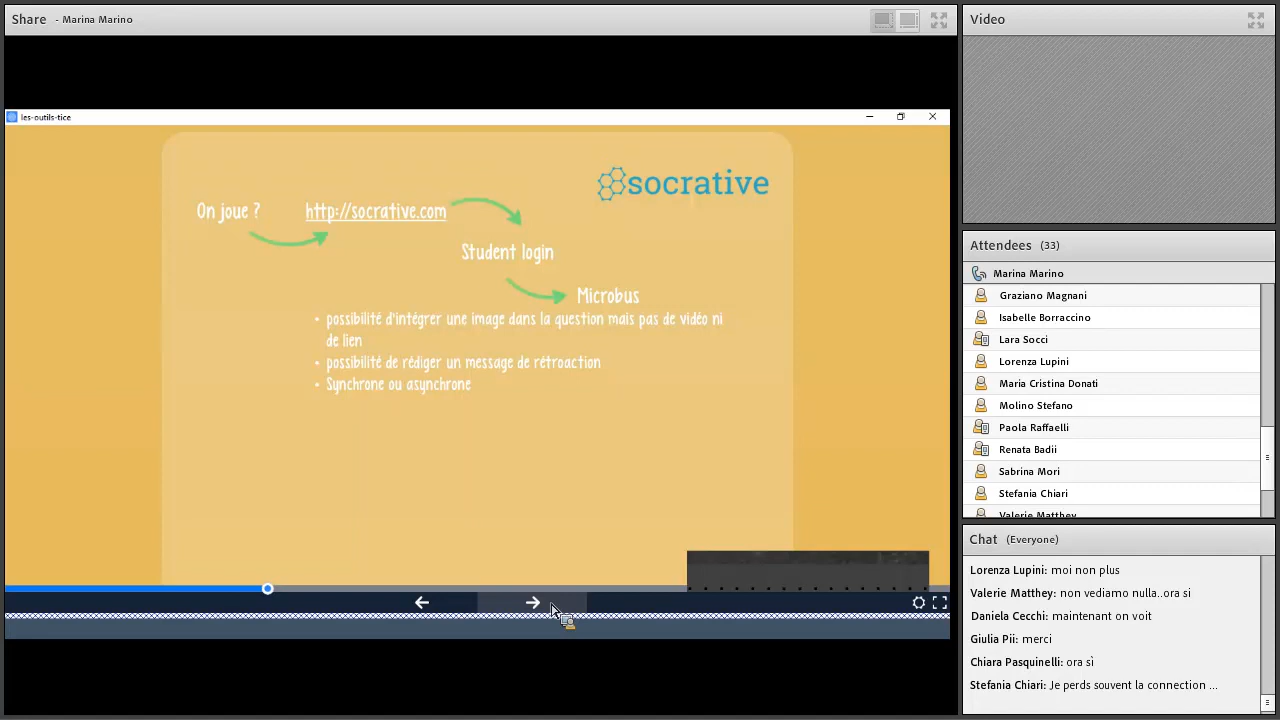 Share - Marina Marino
Video
les-outils-tice
socrative
On joue ? http://socrative.com
Student login
Microbus
• possibilité d'intégrer une image dans la question mais pas de vidéo ni
de lien
• possibilité de rédiger un message de rétroaction
• Synchrone ou asynchrone
Attendees (33)
Marina Marino
Graziano Magnani
Isabelle Borraccino
Lara Socci
Lorenza Lupini
Maria Cristina Donati
Molino Stefano
Paola Raffaelli
Renata Badii
Sabrina Mori
Stefania Chiari
Valerie Matthey
Chat (Everyone)
Lorenza Lupini: moi non plus
Valerie Matthey: non vediamo nulla..ora si
Daniela Cecchi: maintenant on voit
Giulia Pii: merci
Chiara Pasquinelli: ora sì
Stefania Chiari: Je perds souvent la connection ...